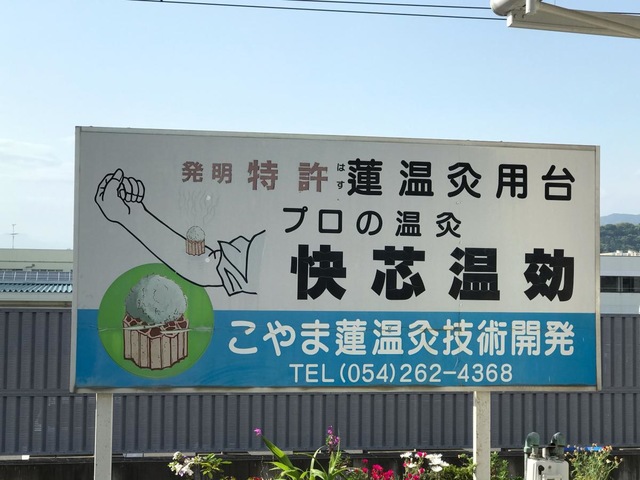 発明 特許 蓮温灸用台
はす
プロの温灸
快芯温効
こやま蓮温灸技術開発
TEL(054)262-4368